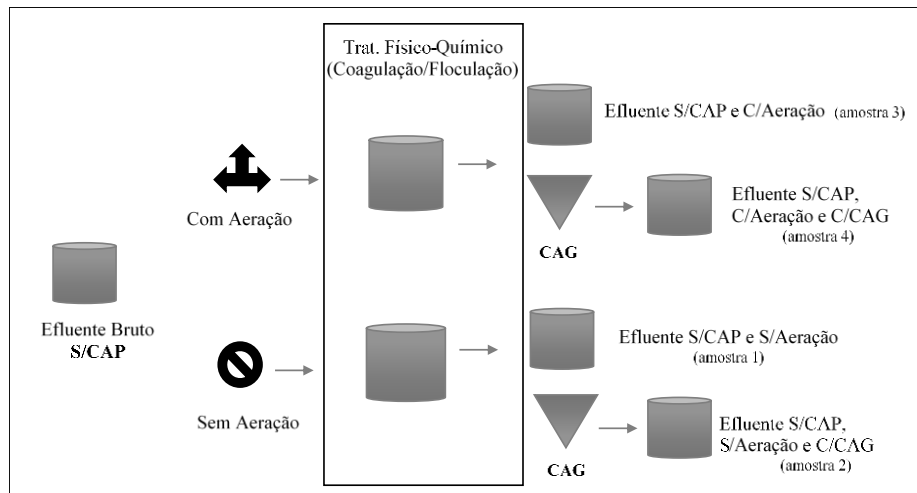 Trat. Físico-Químico
(Coagulação/Floculação)
Efluente S/CAP e C/Aeração (amostra 3)
Com Aeração
CAG
Efluente S/CAP,
C/Aeração e C/CAG
(amostra 4)
Efluente Bruto
S/CAP
Sem Aeração
Efluente S/CAP e S/Aeração
(amostra 1)
CAG
Efluente S/CAP,
S/Aeração e C/CAG
(amostra 2)